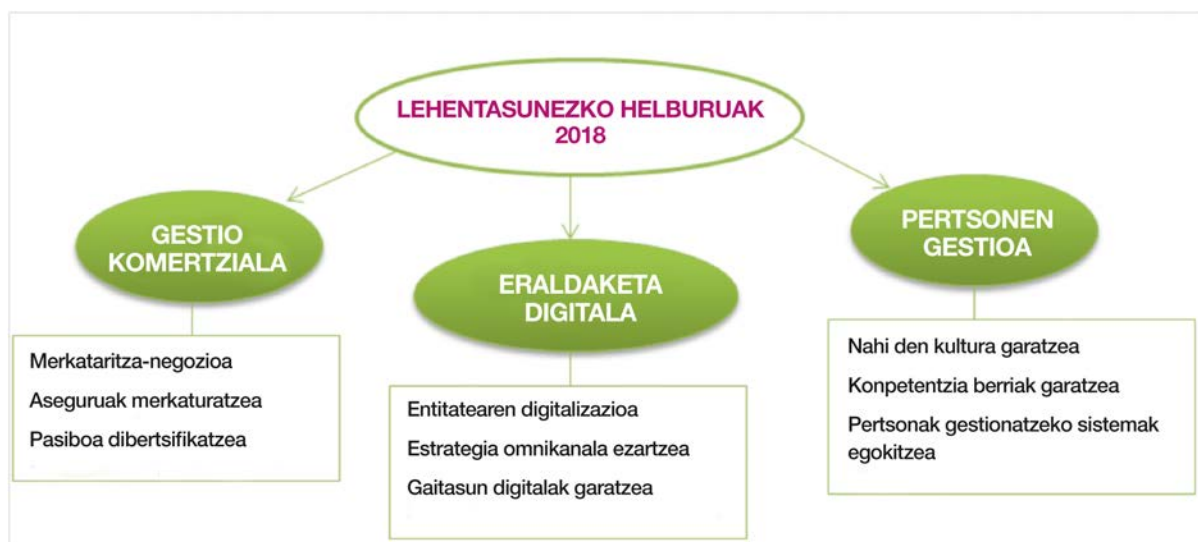 LEHENTASUNEZKO HELBURUAK
2018
GESTIO
KOMERTZIALA
Merkataritza-negozioa
Aseguruak merkaturatzea
Pasiboa dibertsifikatzea
ERALDAKETA
DIGITALA
Entitatearen digitalizazioa
Estrategia omnikanala ezartzea
Gaitasun digitalak garatzea
PERTSONEN
GESTIOA
Nahi den kultura garatzea
Konpetentzia berriak garatzea
Pertsonak gestionatzeko sistemak
egokitzea